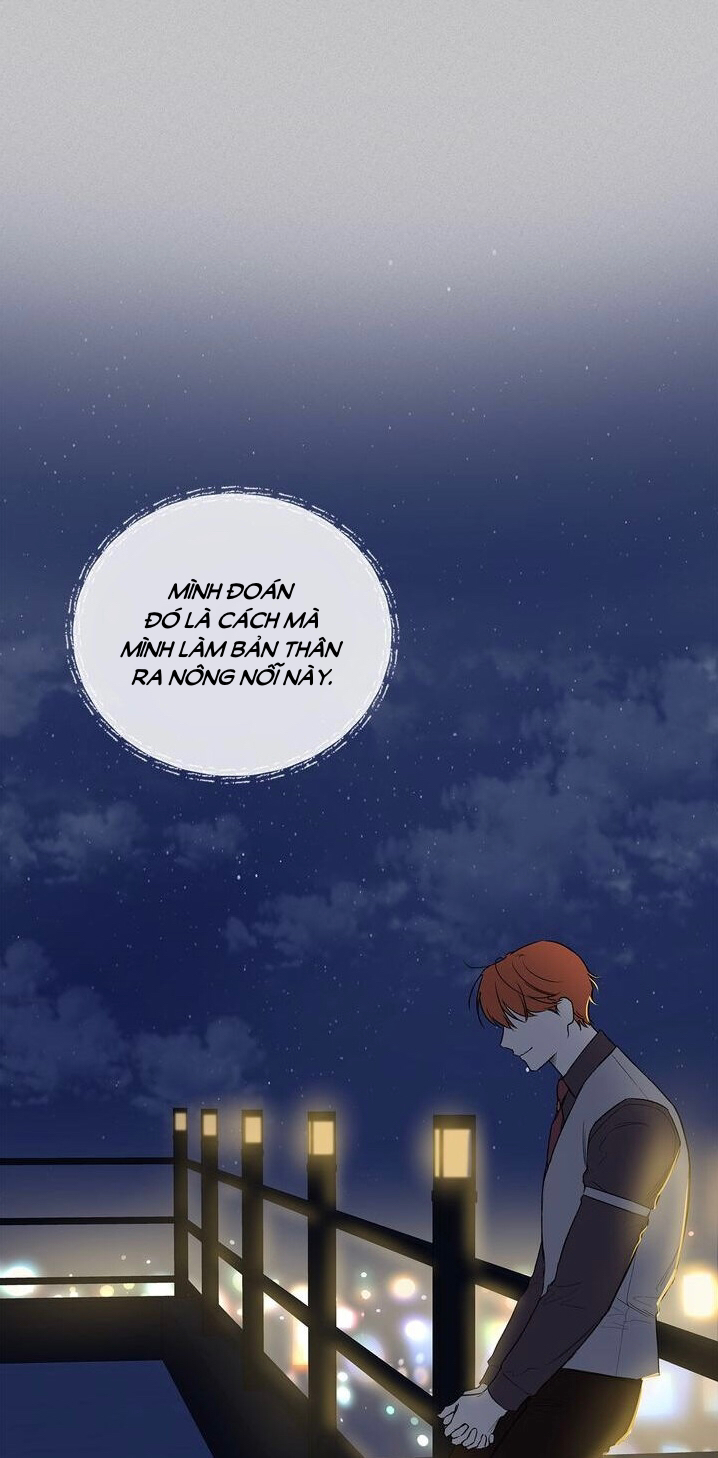 MÌNH ĐOÁN
ĐÓ LÀ CÁCH MÀ
MÌNH LÀM BẢN THÂN
RA NÔNG NỖI NÀY.